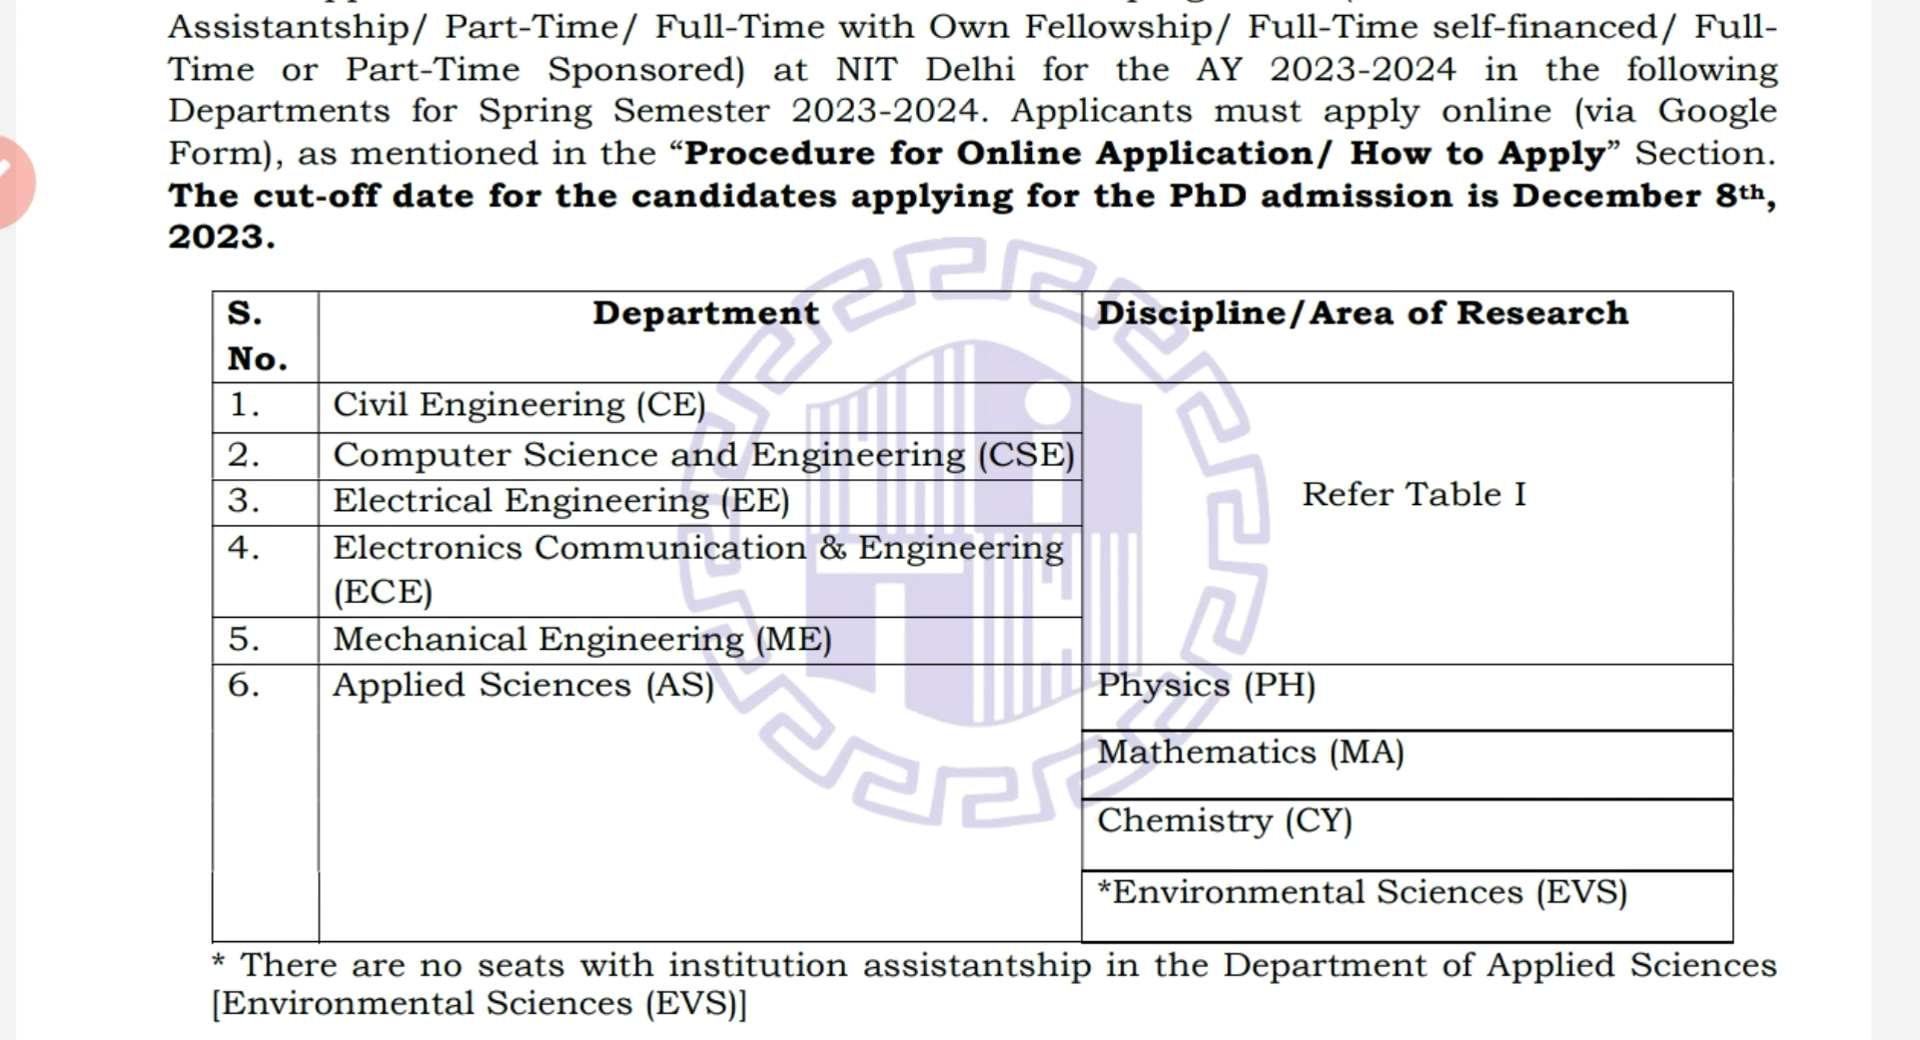 Assistantship/ Part-Time/ Full-Time with Own Fellowship/ Full-Time self-financed/ Full-
Time or Part-Time Sponsored) at NIT Delhi for the AY 2023-2024 in the following
Departments for Spring Semester 2023-2024. Applicants must apply online (via Google
Form), as mentioned in the “Procedure for Online Application/ How to Apply” Section.
The cut-off date for the candidates applying for the PhD admission is December 8th,
2023.
S. No.
Department
Discipline/Area of Research
1.
Civil Engineering (CE)
2.
Computer Science and Engineering (CSE)
3.
Electrical Engineering (EE)
Refer Table I
4.
Electronics Communication & Engineering
(ECE)
5.
Mechanical Engineering (ME)
6.
Applied Sciences (AS)
Physics (PH)
Mathematics (MA)
Chemistry (CY)
*Environmental Sciences (EVS)
* There are no seats with institution assistantship in the Department of Applied Sciences
[Environmental Sciences (EVS)]